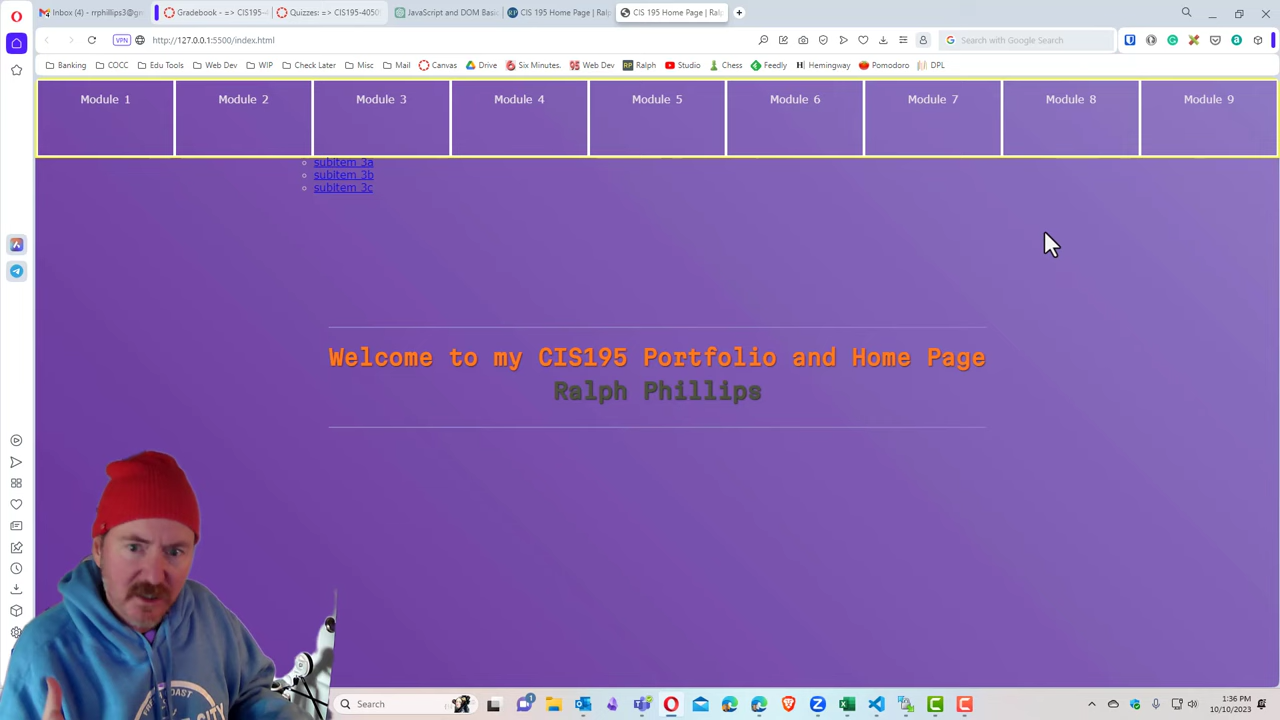 Inbox (4) - rrphillips3@gm
Gradebook - => CIS195-4
Quizzes: => CIS195-4050
JavaScript and DOM Basi
CIS 195 Home Page | Ralp
CIS 195 Home Page | Ralp
VPN
http://127.0.0.1:5500/index.html
Search with Google Search
Banking
COCC
Edu Tools
Web Dev
WIP
Check Later
Misc
Mail
Canvas
Drive
Six Minutes.
Web Dev
RP Ralph
Studio
Chess
Feedly
Hemingway
Pomodoro
DPL
Module 1
Module 2
Module 3
Module 4
Module 5
Module 6
Module 7
Module 8
Module 9
subItem 3a
subItem 3b
subItem 3c
Welcome to my CIS195 Portfolio and Home Page
Ralph Phillips
Search
1:36 PM
10/10/2023